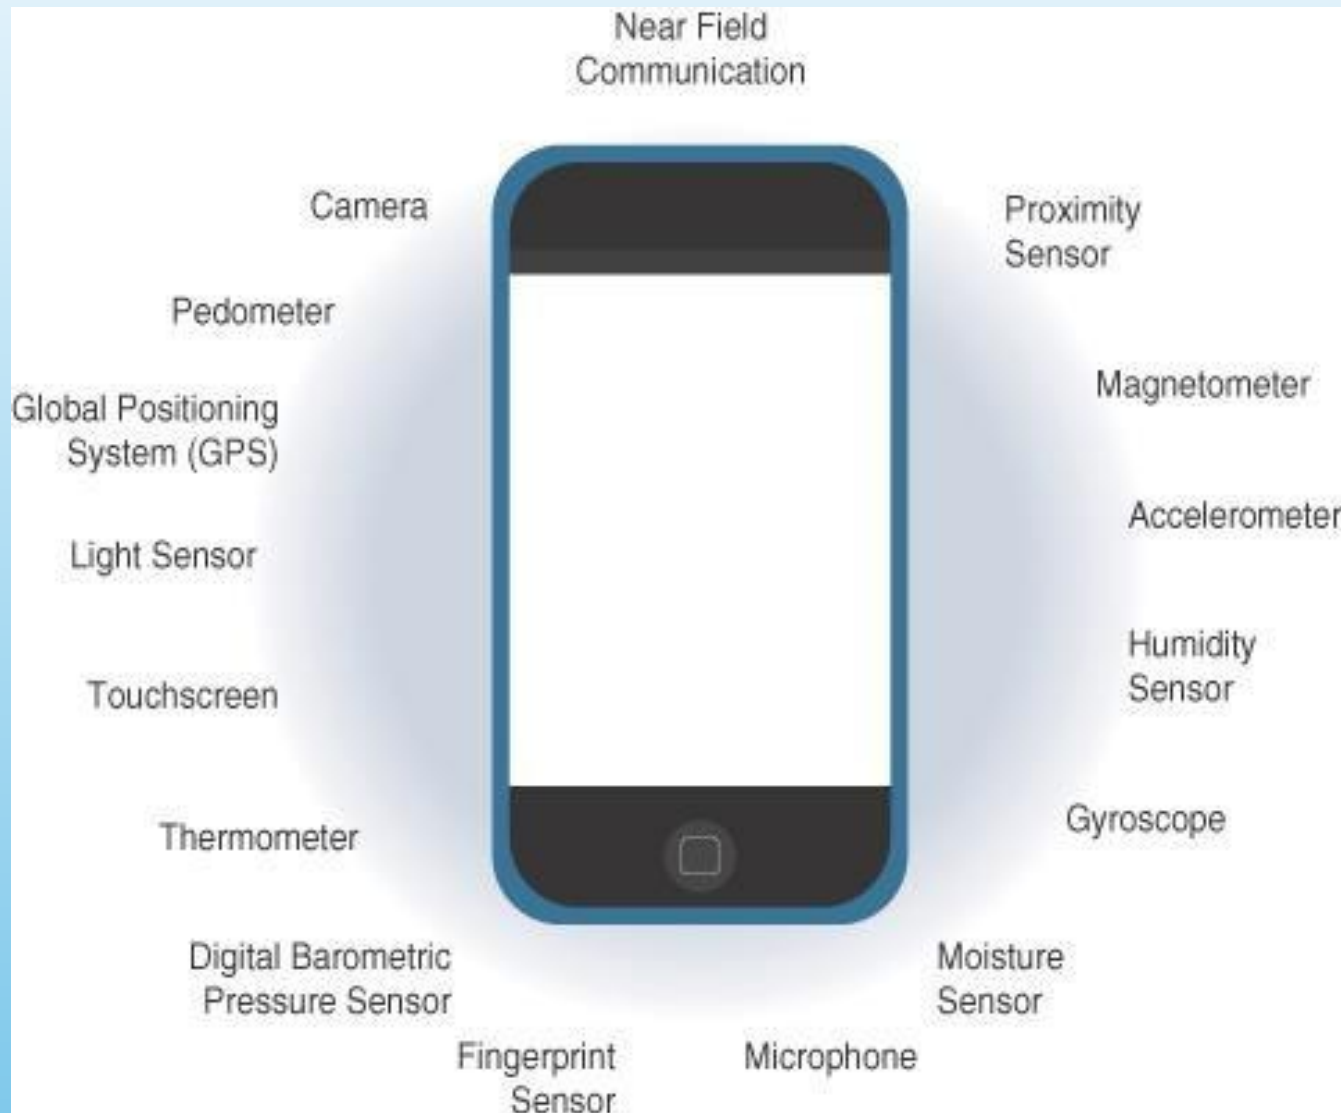 Near Field
Communication
Camera
Proximity
Sensor
Pedometer
Magnetometer
Global Positioning
System (GPS)
Accelerometer
Light Sensor
Humidity
Sensor
Touchscreen
Gyroscope
Thermometer
Digital Barometric
Pressure Sensor
Moisture
Sensor
Fingerprint
Sensor
Microphone